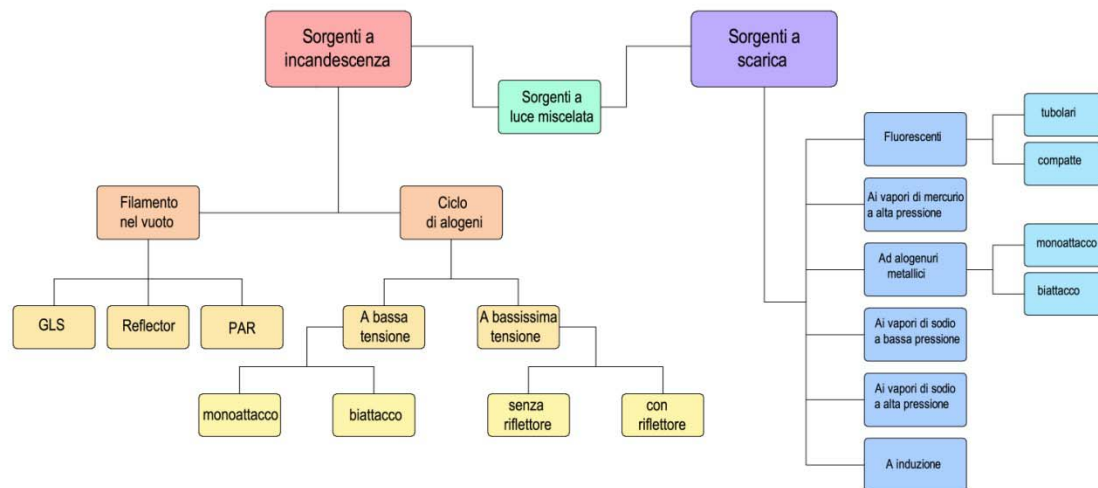 Sorgenti a
incandescenza
Sorgenti a
scarica
Sorgenti a
luce miscelata
Filamento
nel vuoto
Ciclo
di alogeni
GLS
Reflector
PAR
A bassa
tensione
A bassissima
tensione
monoattacco
biattacco
senza
riflettore
con
riflettore
Fluorescenti
tubolari
compatte
Ai vapori di mercurio
a alta pressione
Ad alogenuri
metallici
monoattacco
biattacco
Ai vapori di sodio
a bassa pressione
Ai vapori di sodio
a alta pressione
A induzione